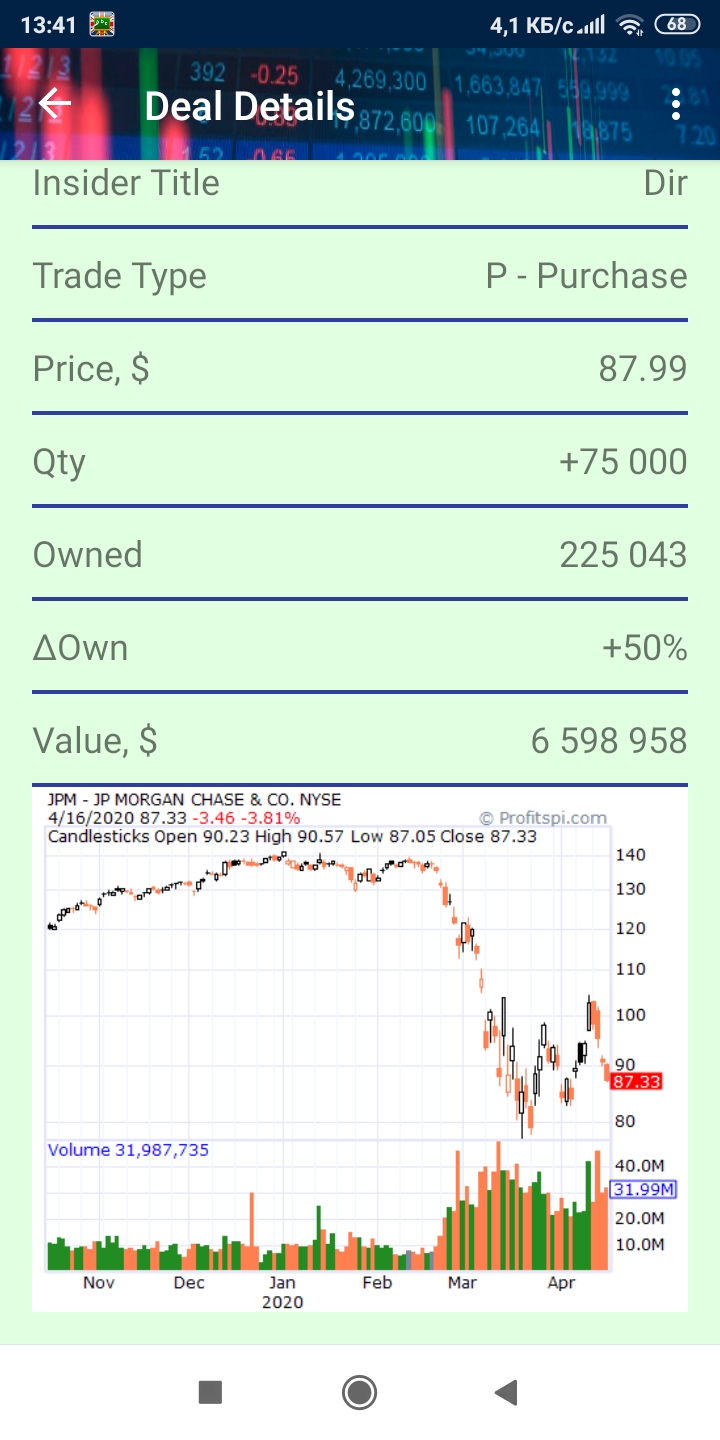 13:41 4,1 КБ/с 68
Deal Details
Insider Title Dir
Trade Type P - Purchase
Price, $ 87.99
Qty +75 000
Owned 225 043
ΔOwn +50%
Value, $ 6 598 958
JPM - JP MORGAN CHASE & CO. NYSE
4/16/2020 87.33 -3.46 -3.81% © Profitspi.com
Candlesticks Open 90.23 High 90.57 Low 87.05 Close 87.33
140
130
120
110
100
90
87.33
80
Volume 31,987,735
40.0M
31.99M
20.0M
10.0M
Nov Dec Jan Feb Mar Apr
2020